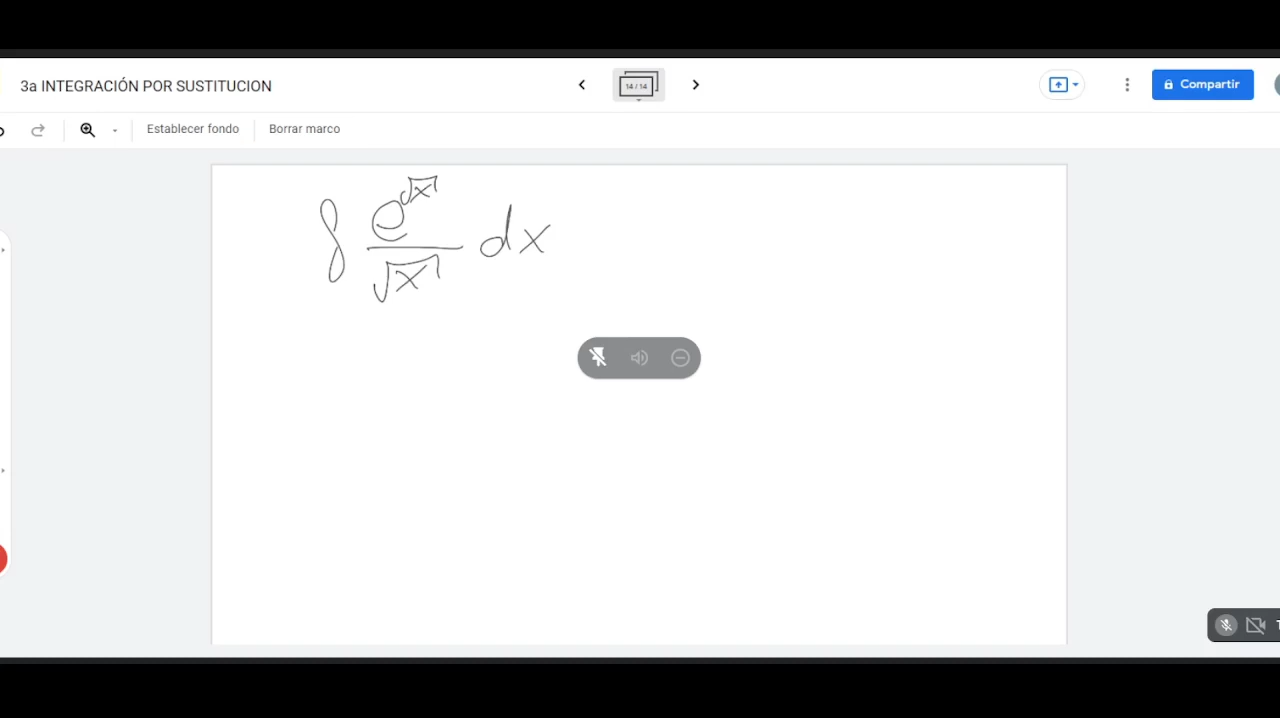 3a INTEGRACIÓN POR SUSTITUCION
14 / 14
Compartir
Establecer fondo
Borrar marco
∫ e^√x / √x dx